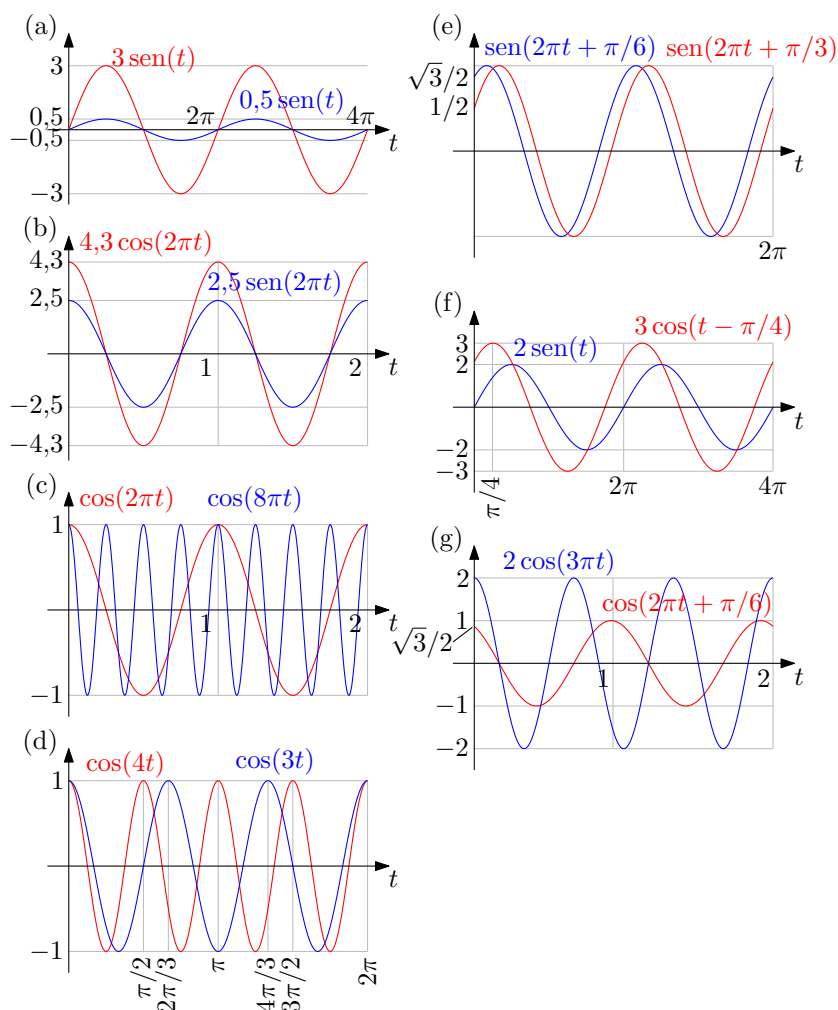 (a)
3 sen(t)
3
0,5 sen(t)
0,5
2π
4π
−0,5
t
−3
(b)
4,3 cos(2πt)
4,3
2,5 sen(2πt)
2,5
1
2
t
−2,5
−4,3
(c)
cos(2πt)
cos(8πt)
1
t
1
2
−1
(d)
cos(4t)
cos(3t)
1
t
−1
π/2
2π/3
π
4π/3
3π/2
2π
(e)
sen(2πt + π/6)
sen(2πt + π/3)
√3/2
1/2
t
2π
(f)
3 cos(t − π/4)
3
2 sen(t)
2
t
−2
−3
π/4
2π
4π
(g)
2 cos(3πt)
2
cos(2πt + π/6)
1
√3/2
1
2
t
−1
−2